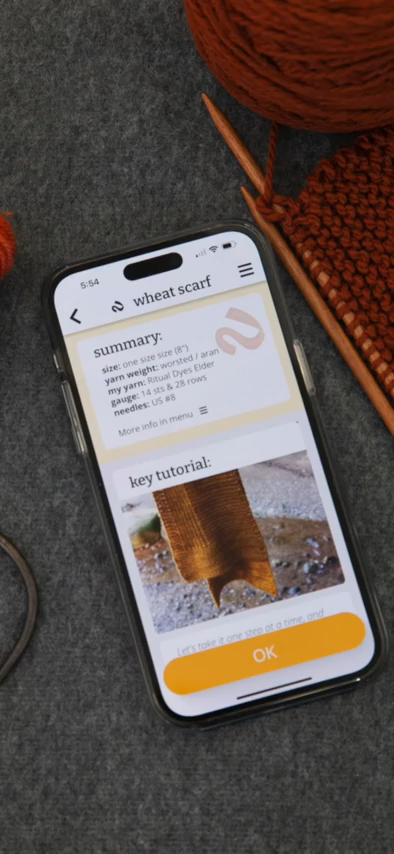 5:54
wheat scarf
summary:
size: one size size (8")
yarn weight: worsted / aran
my yarn: Ritual Dyes Elder
gauge: 14 sts & 28 rows
needles: US #8
More info in menu
key tutorial:
Let's take it one step at a time, and
OK